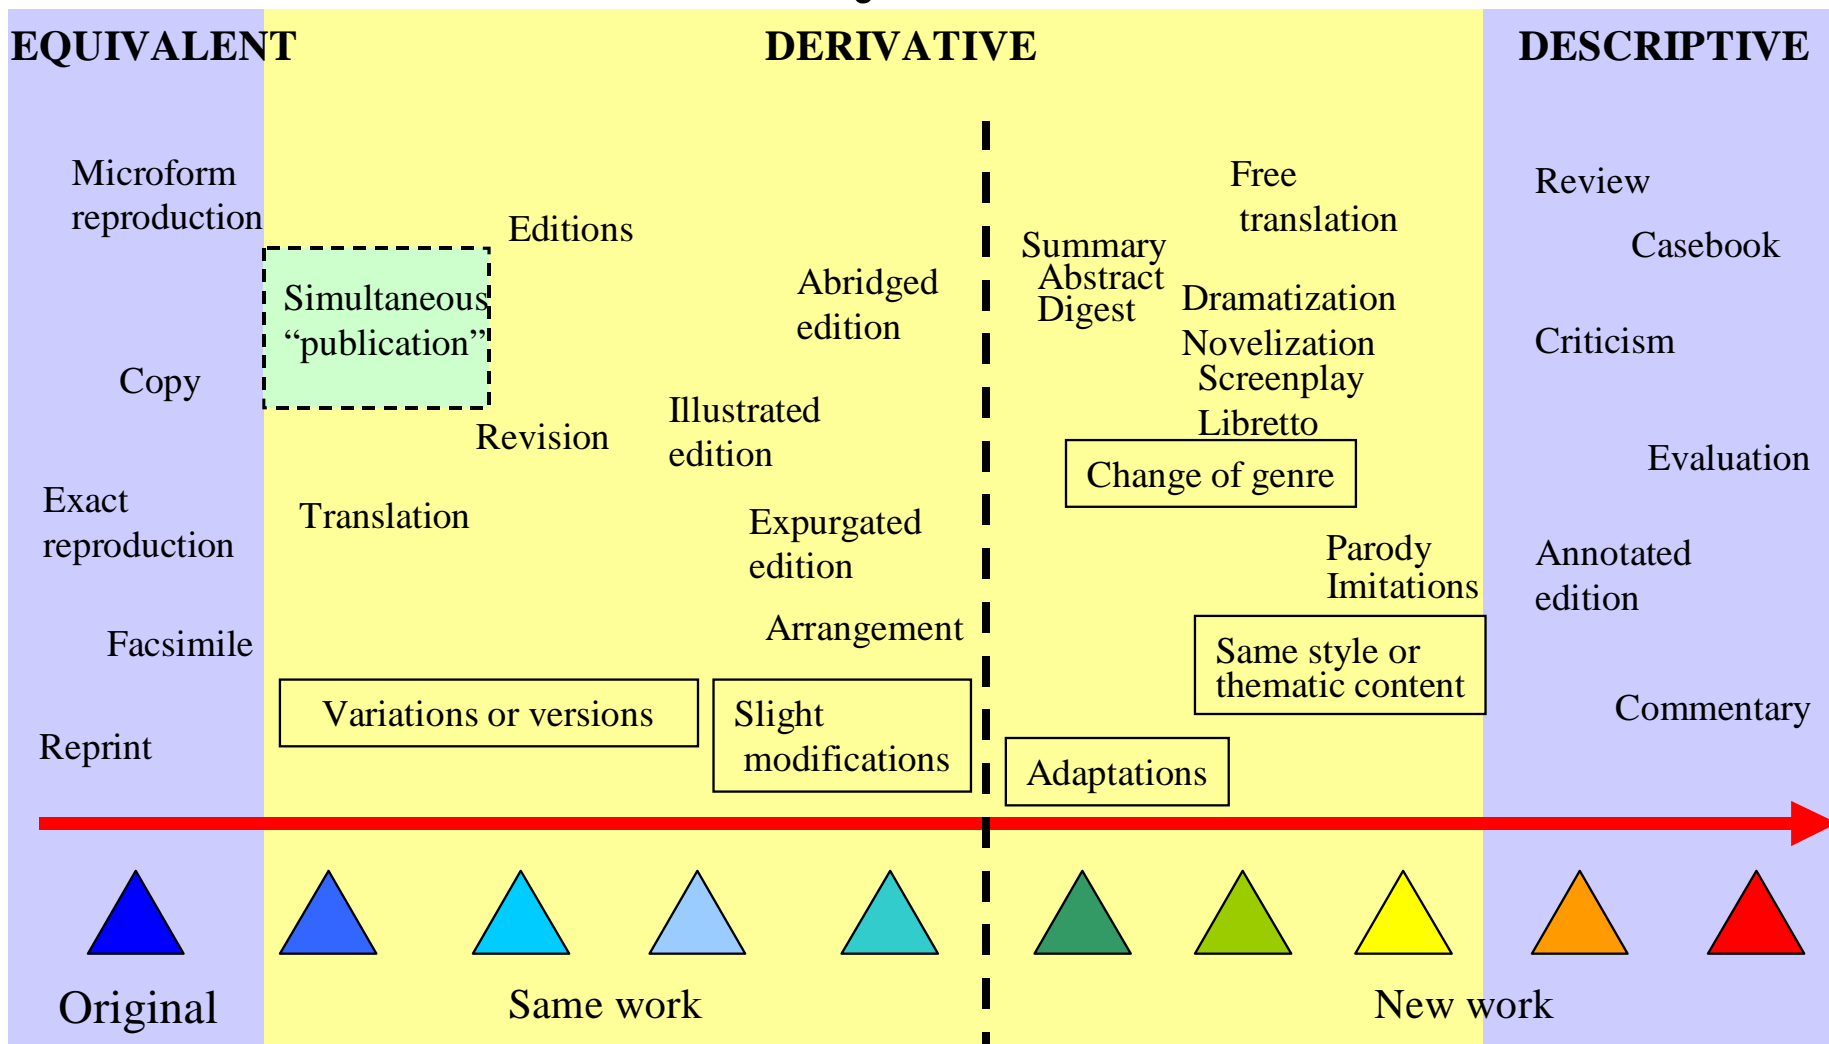 EQUIVALENT
DERIVATIVE
DESCRIPTIVE
Microform
reproduction
Copy
Exact
reproduction
Facsimile
Reprint
Simultaneous
“publication”
Editions
Abridged
edition
Revision
Illustrated
edition
Translation
Expurgated
edition
Arrangement
Variations or versions
Slight
modifications
Free
translation
Summary
Abstract
Digest
Dramatization
Novelization
Screenplay
Libretto
Change of genre
Parody
Imitations
Same style or
thematic content
Adaptations
Review
Casebook
Criticism
Evaluation
Annotated
edition
Commentary
Original
Same work
New work